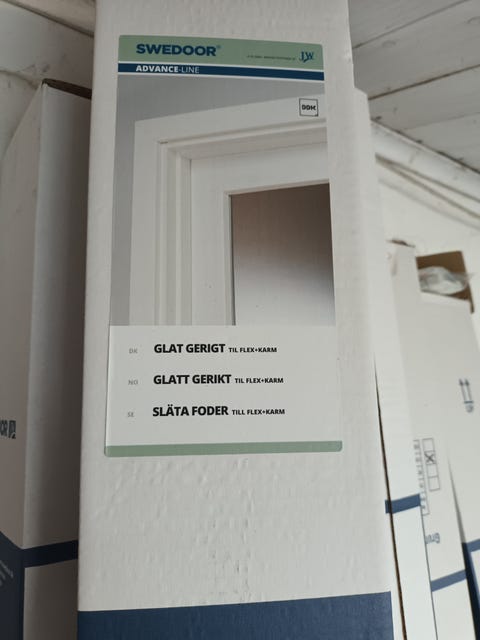 SWEDOOR®
JW
ADVANCE-LINE
DK GLAT GERIGT TIL FLEX+KARM
NO GLATT GERIKT TIL FLEX+KARM
SE SLÄTA FODER TILL FLEX+KARM